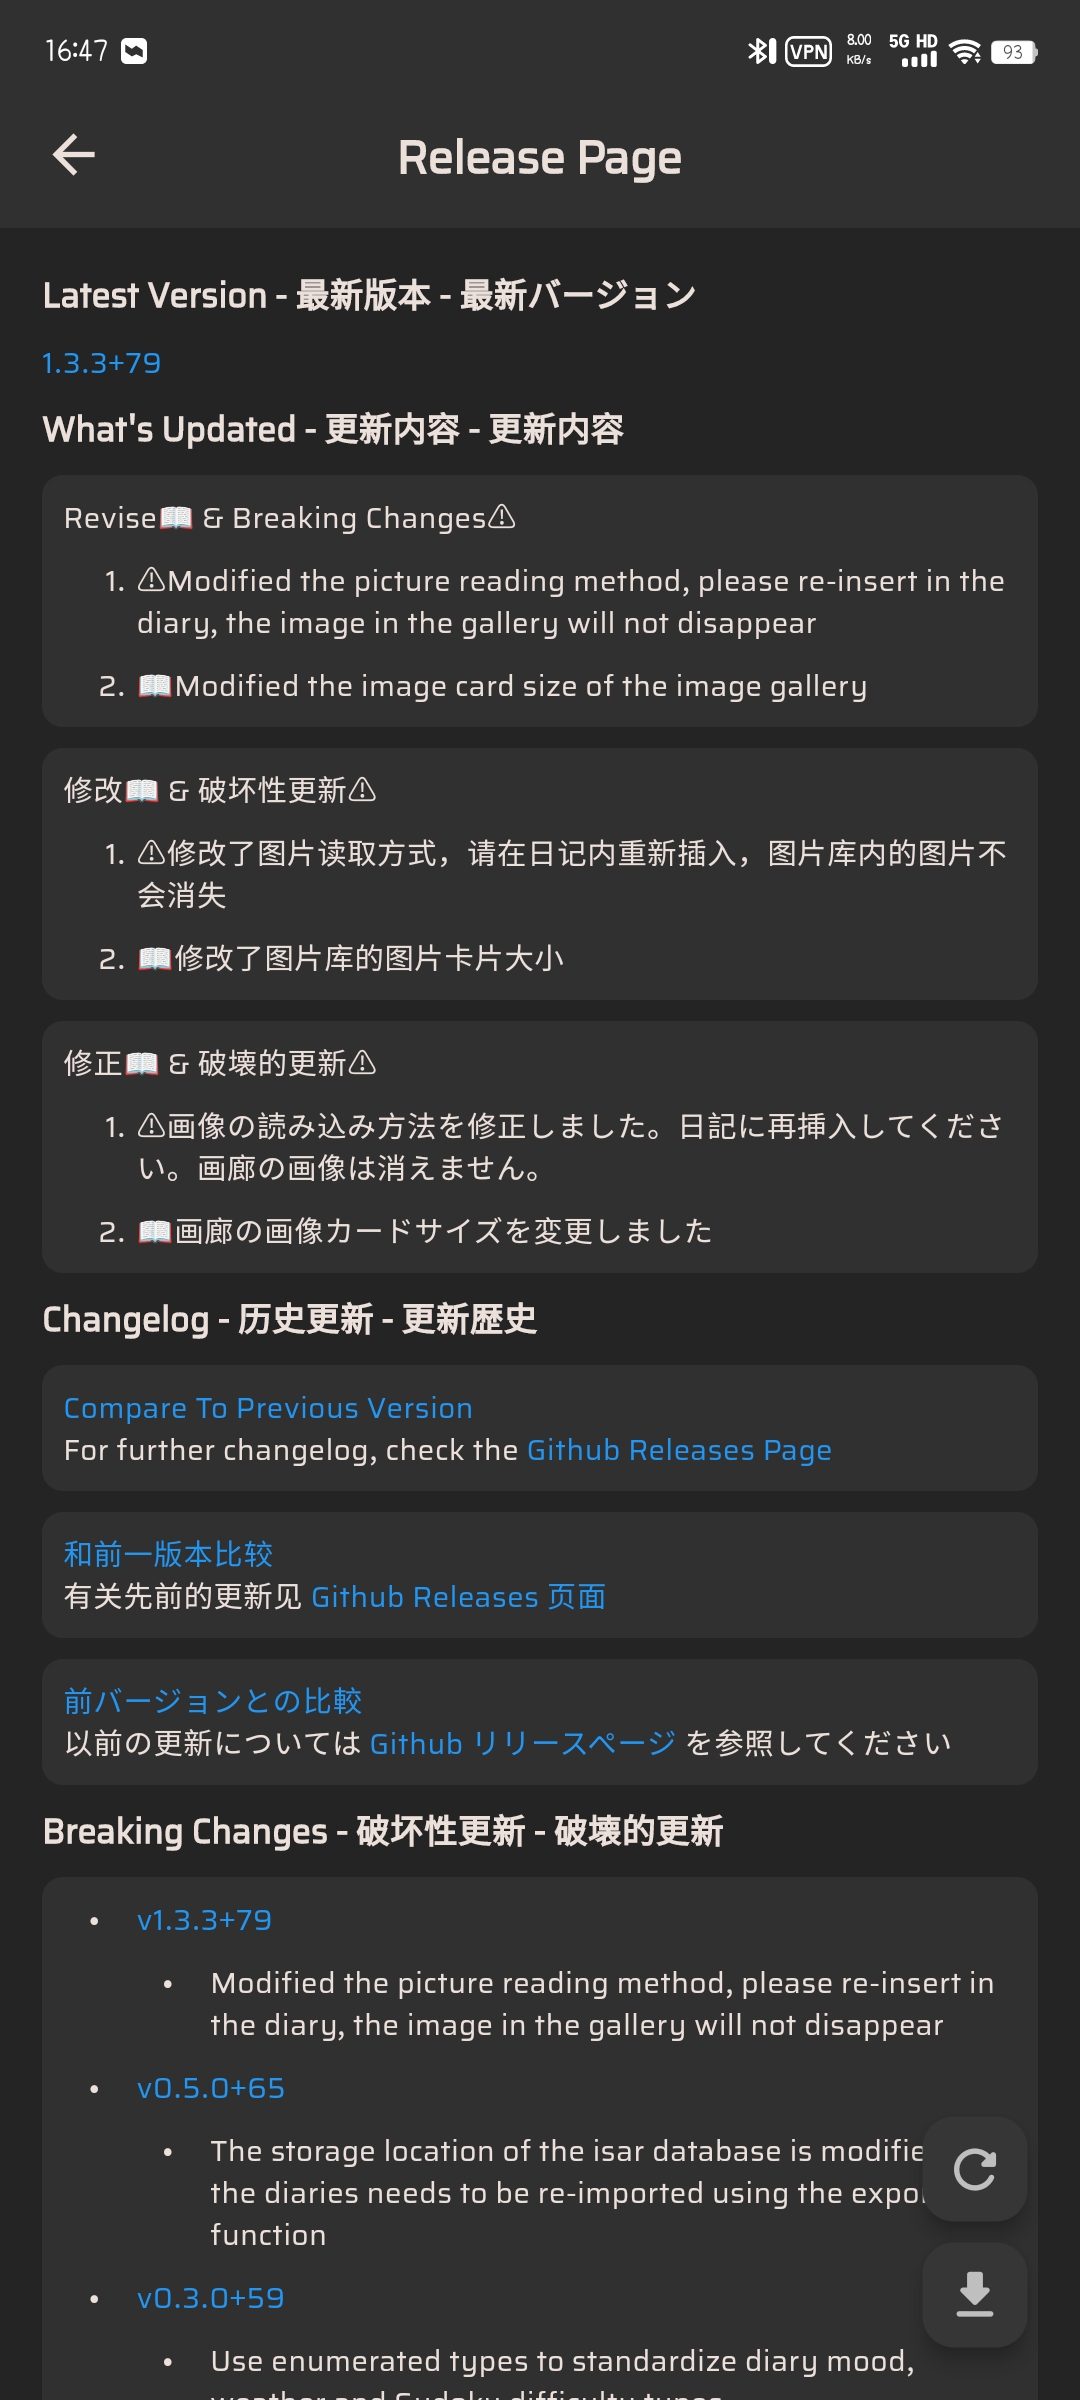 16:47
VPN
8.00
KB/s
5G HD
93
Release Page
Latest Version - 最新版本 - 最新バージョン
1.3.3+79
What's Updated - 更新内容 - 更新内容
Revise📖 & Breaking Changes⚠
1. ⚠Modified the picture reading method, please re-insert in the
diary, the image in the gallery will not disappear
2. 📖Modified the image card size of the image gallery
修改📖 & 破坏性更新⚠
1. ⚠修改了图片读取方式，请在日记内重新插入，图片库内的图片不
会消失
2. 📖修改了图片库的图片卡片大小
修正📖 & 破壊的更新⚠
1. ⚠画像の読み込み方法を修正しました。日記に再挿入してくださ
い。画廊の画像は消えません。
2. 📖画廊の画像カードサイズを変更しました
Changelog - 历史更新 - 更新歴史
Compare To Previous Version
For further changelog, check the Github Releases Page
和前一版本比较
有关先前的更新见 Github Releases 页面
前バージョンとの比較
以前の更新については Github リリースページ を参照してください
Breaking Changes - 破坏性更新 - 破壊的更新
• v1.3.3+79
• Modified the picture reading method, please re-insert in
the diary, the image in the gallery will not disappear
• v0.5.0+65
• The storage location of the isar database is
the diaries needs to be re-imported using the
function
• v0.3.0+59
• Use enumerated types to standardize diary mood,
weather and Sudoku difficulty types